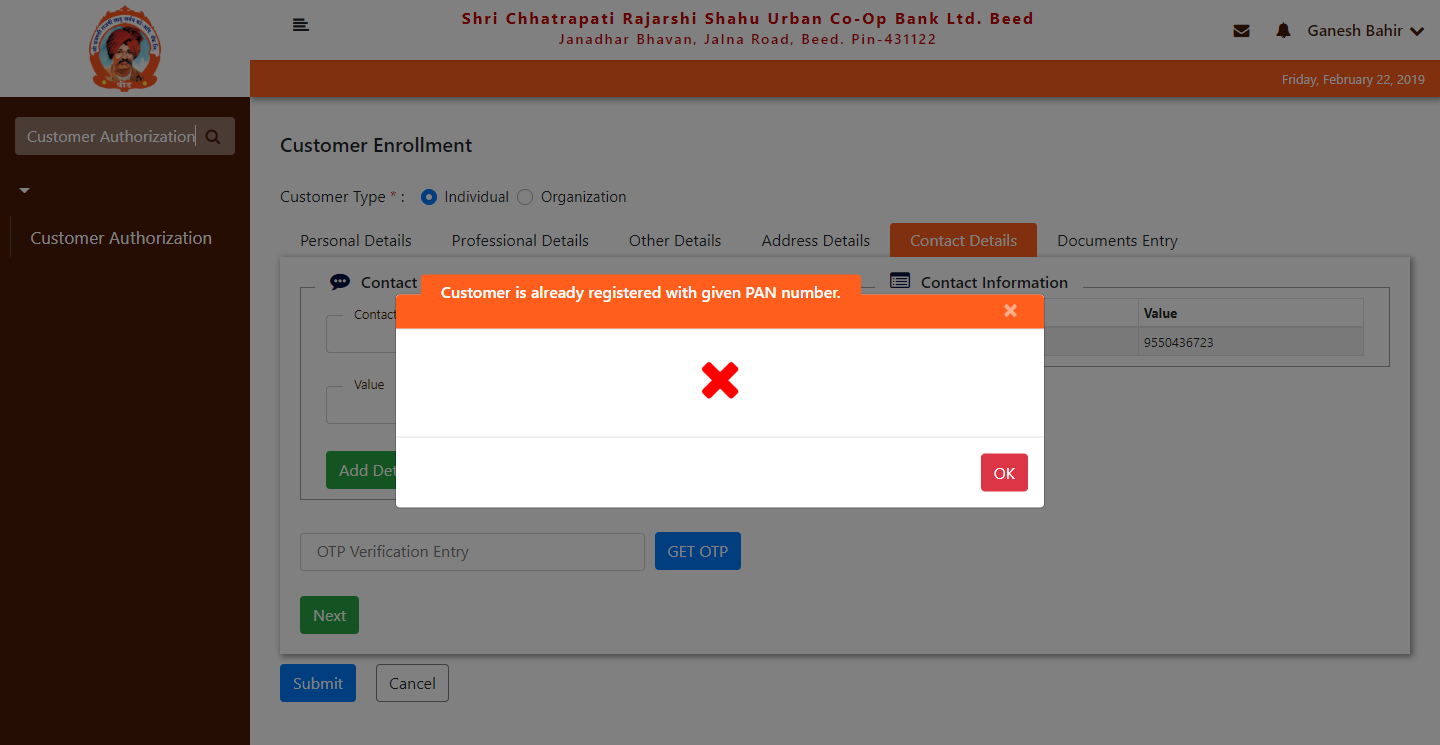 Shri Chhatrapati Rajarshi Shahu Urban Co-Op Bank Ltd. Beed
Janadhar Bhavan, Jalna Road, Beed. Pin-431122
Ganesh Bahir
Friday, February 22, 2019
बीड
Customer Authorization
Customer Authorization
Customer Enrollment
Customer Type * :
Individual
Organization
Personal Details
Professional Details
Other Details
Address Details
Contact Details
Documents Entry
Contact
Contact Information
Customer is already registered with given PAN number.
×
Contact
Value
9550436723
Value
Add Det
OK
OTP Verification Entry
GET OTP
Next
Submit
Cancel